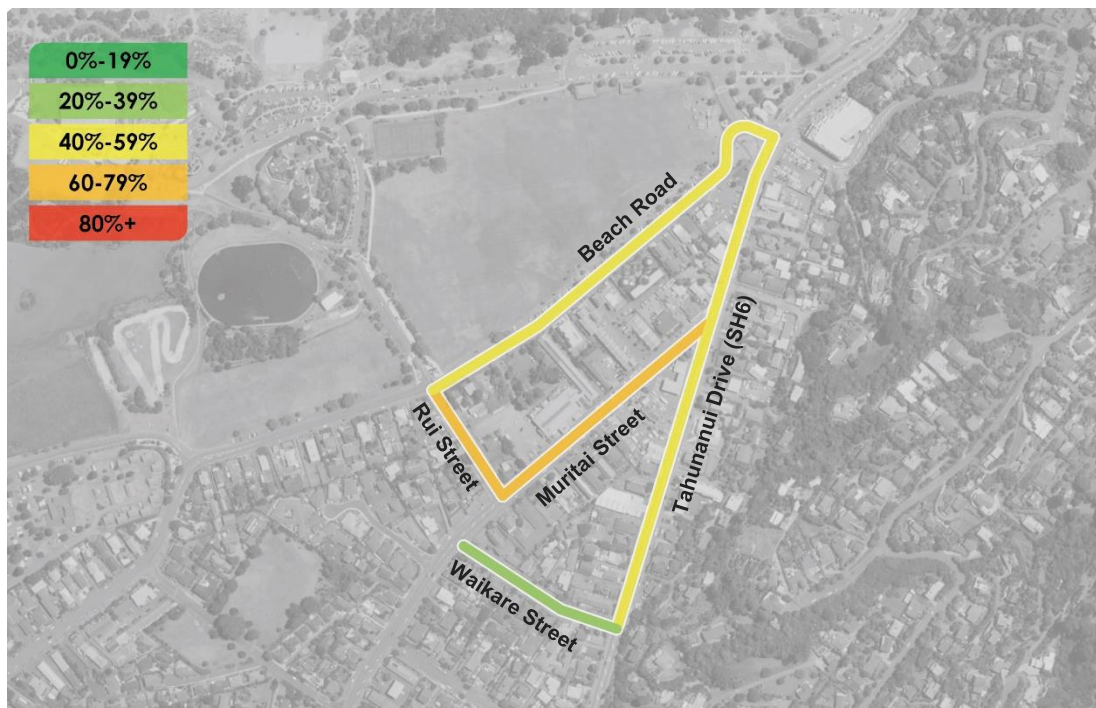 0%-19%
20%-39%
40%-59%
60-79%
80%+
Beach Road
Rui Street
Muritai Street
Tahunanui Drive (SH6)
Waikare Street